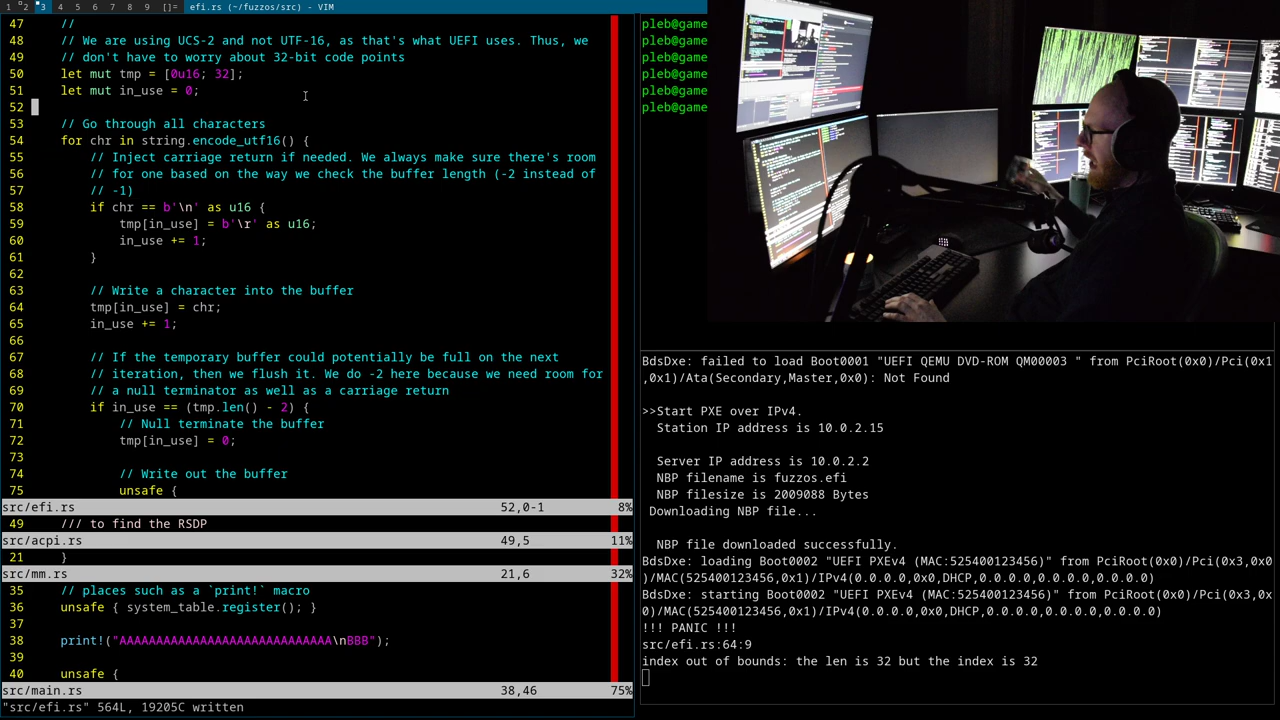 1 2 3 4 5 6 7 8 9 []= efi.rs (~/fuzzos/src) - VIM
47 //
48 // We are using UCS-2 and not UTF-16, as that's what UEFI uses. Thus, we
49 // don't have to worry about 32-bit code points
50 let mut tmp = [0u16; 32];
51 let mut in_use = 0;
52
53 // Go through all characters
54 for chr in string.encode_utf16() {
55 // Inject carriage return if needed. We always make sure there's room
56 // for one based on the way we check the buffer length (-2 instead of
57 // -1)
58 if chr == b'\n' as u16 {
59 tmp[in_use] = b'\r' as u16;
60 in_use += 1;
61 }
62
63 // Write a character into the buffer
64 tmp[in_use] = chr;
65 in_use += 1;
66
67 // If the temporary buffer could potentially be full on the next
68 // iteration, then we flush it. We do -2 here because we need room for
69 // a null terminator as well as a carriage return
70 if in_use == (tmp.len() - 2) {
71 // Null terminate the buffer
72 tmp[in_use] = 0;
73
74 // Write out the buffer
75 unsafe {
src/efi.rs 52,0-1 8%
49 /// to find the RSDP
src/acpi.rs 49,5 11%
21 }
src/mm.rs 21,6 32%
35 // places such as a `print!` macro
36 unsafe { system_table.register(); }
37
38 print!("AAAAAAAAAAAAAAAAAAAAAAAAAAAAA\nBBB");
39
40 unsafe {
src/main.rs 38,46 75%
"src/efi.rs" 564L, 19205C written
pleb@game
pleb@game
pleb@game
pleb@game
pleb@game
pleb@game
BdsDxe: failed to load Boot0001 "UEFI QEMU DVD-ROM QM00003 " from PciRoot(0x0)/Pci(0x1
,0x1)/Ata(Secondary,Master,0x0): Not Found
>>Start PXE over IPv4.
Station IP address is 10.0.2.15
Server IP address is 10.0.2.2
NBP filename is fuzzos.efi
NBP filesize is 2009088 Bytes
Downloading NBP file...
NBP file downloaded successfully.
BdsDxe: loading Boot0002 "UEFI PXEv4 (MAC:525400123456)" from PciRoot(0x0)/Pci(0x3,0x0
)/MAC(525400123456,0x1)/IPv4(0.0.0.0,0x0,DHCP,0.0.0.0,0.0.0.0,0.0.0.0)
BdsDxe: starting Boot0002 "UEFI PXEv4 (MAC:525400123456)" from PciRoot(0x0)/Pci(0x3,0x
0)/MAC(525400123456,0x1)/IPv4(0.0.0.0,0x0,DHCP,0.0.0.0,0.0.0.0,0.0.0.0)
!!! PANIC !!!
src/efi.rs:64:9
index out of bounds: the len is 32 but the index is 32